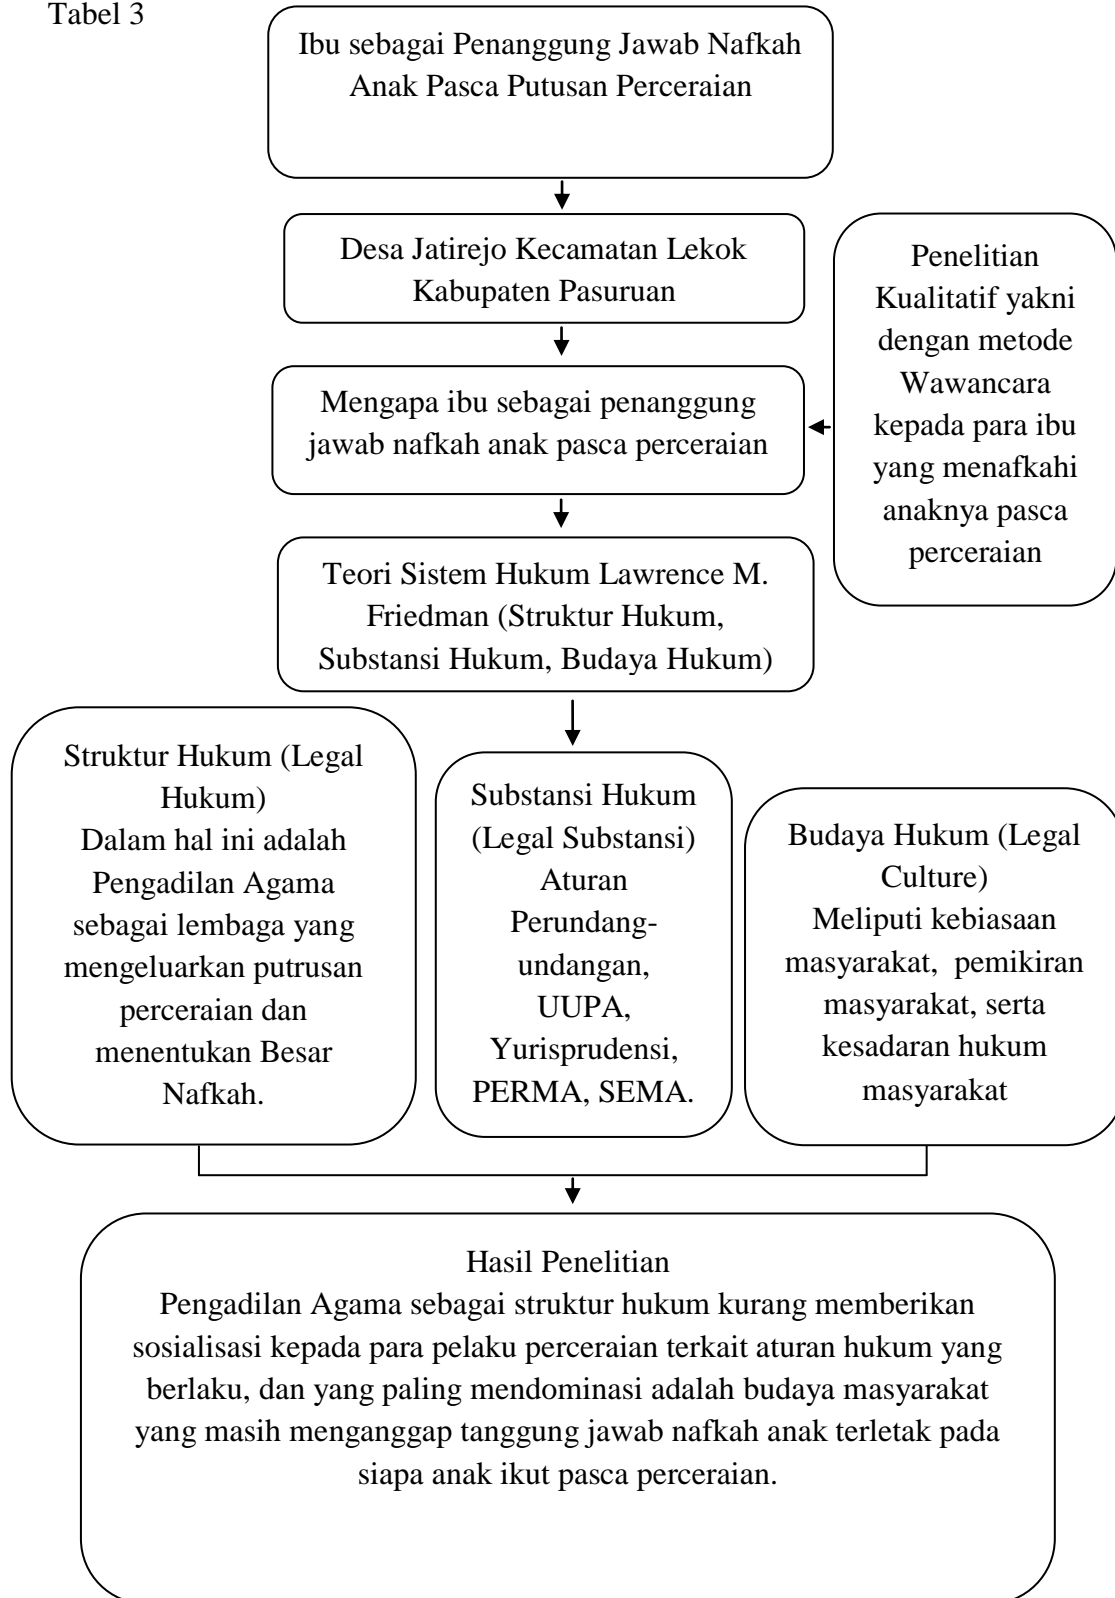 Tabel 3
Ibu sebagai Penanggung Jawab Nafkah
Anak Pasca Putusan Perceraian
Desa Jatirejo Kecamatan Lekok
Kabupaten Pasuruan
Penelitian
Kualitatif yakni
dengan metode
Wawancara
kepada para ibu
yang menafkahi
anaknya pasca
perceraian
Mengapa ibu sebagai penanggung
jawab nafkah anak pasca perceraian
Teori Sistem Hukum Lawrence M.
Friedman (Struktur Hukum,
Substansi Hukum, Budaya Hukum)
Struktur Hukum (Legal
Hukum)
Dalam hal ini adalah
Pengadilan Agama
sebagai lembaga yang
mengeluarkan putrusan
perceraian dan
menentukan Besar
Nafkah.
Substansi Hukum
(Legal Substansi)
Aturan
Perundang-
undangan,
UUPA,
Yurisprudensi,
PERMA, SEMA.
Budaya Hukum (Legal
Culture)
Meliputi kebiasaan
masyarakat,  pemikiran
masyarakat, serta
kesadaran hukum
masyarakat
Hasil Penelitian
Pengadilan Agama sebagai struktur hukum kurang memberikan
sosialisasi kepada para pelaku perceraian terkait aturan hukum yang
berlaku, dan yang paling mendominasi adalah budaya masyarakat
yang masih menganggap tanggung jawab nafkah anak terletak pada
siapa anak ikut pasca perceraian.